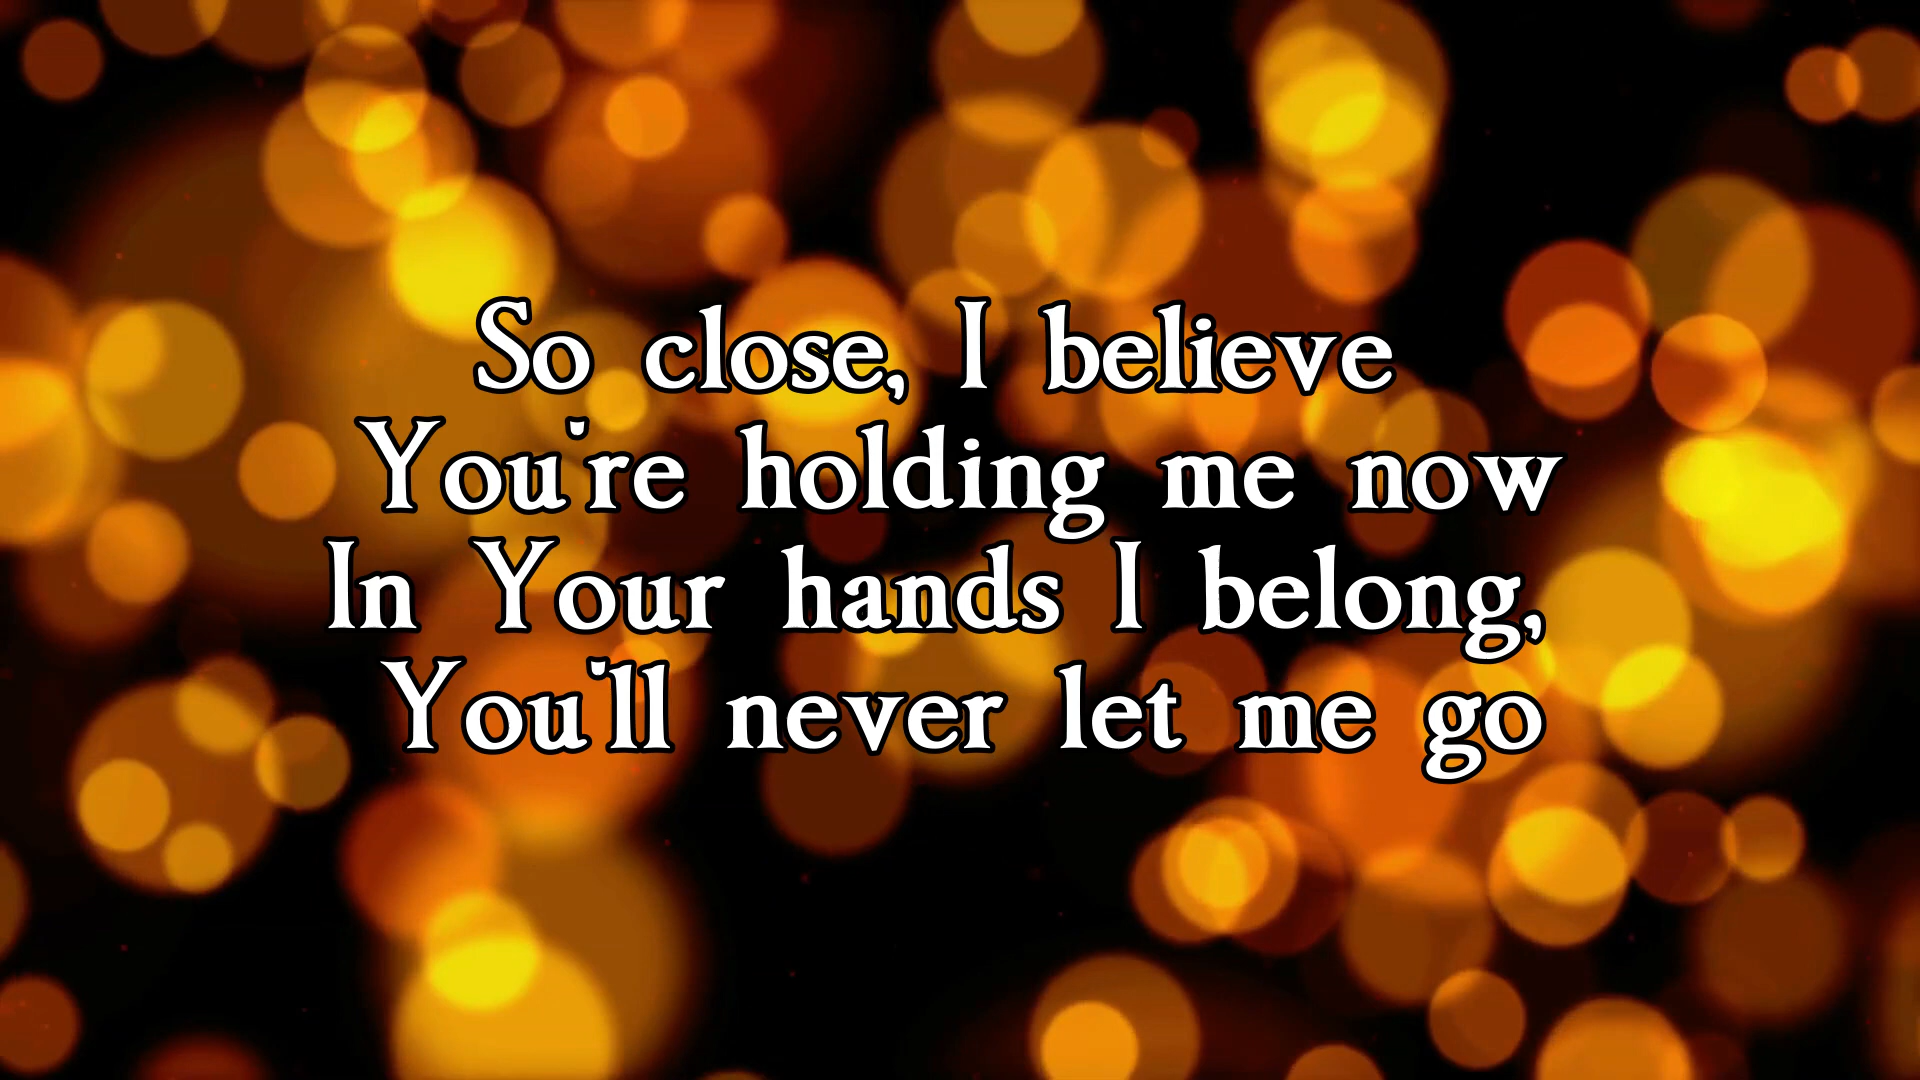 So close, I believe
You're holding me now
In Your hands I belong,
You'll never let me go